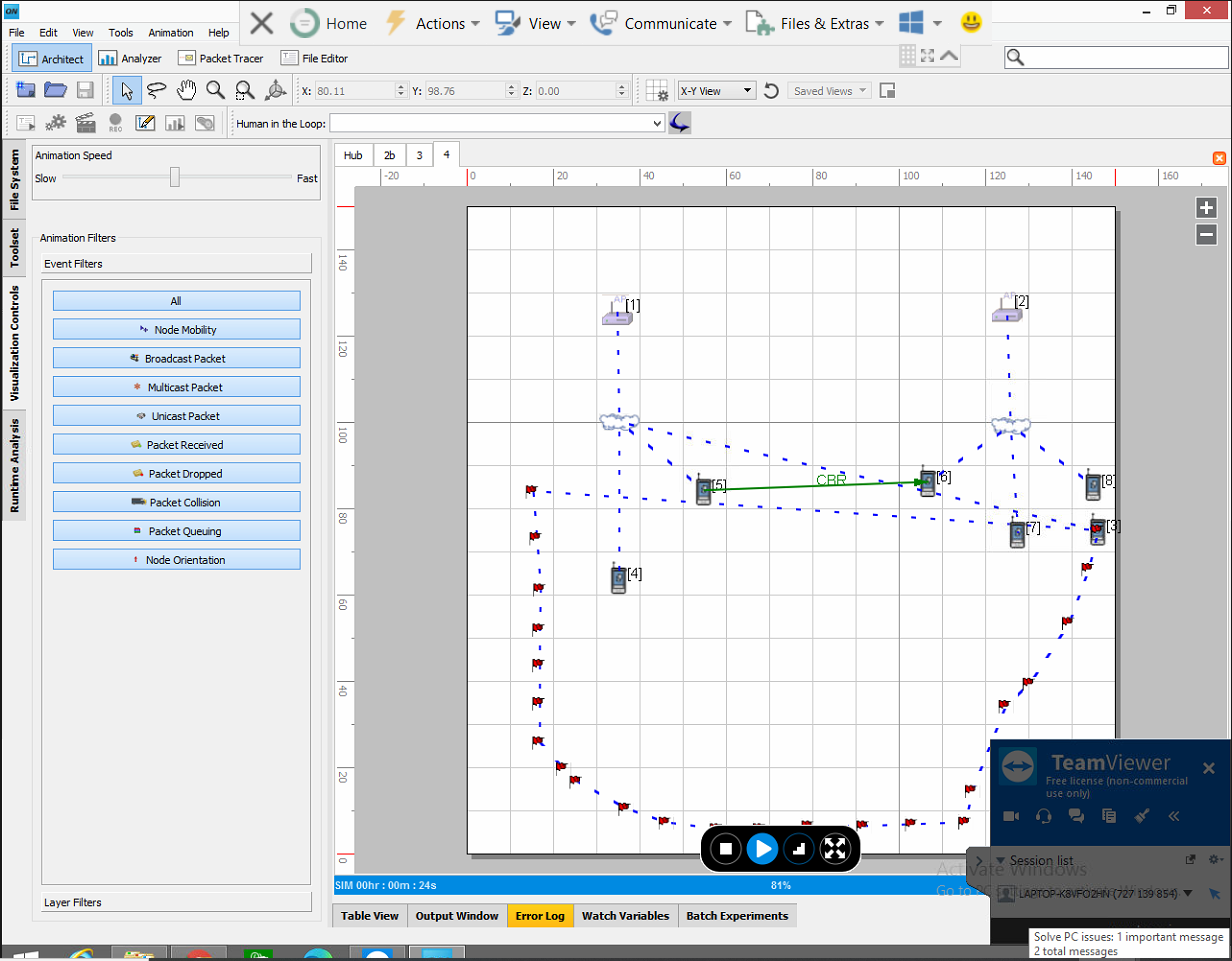 ON
Home Actions View Communicate Files & Extras
File Edit View Tools Animation Help
Architect Analyzer Packet Tracer File Editor
X: 80.11 Y: 98.76 Z: 0.00 X-Y View Saved Views
REC Human in the Loop:
File System
Toolset
Visualization Controls
Runtime Analysis
Animation Speed
Slow Fast
Animation Filters
Event Filters
All
Node Mobility
Broadcast Packet
Multicast Packet
Unicast Packet
Packet Received
Packet Dropped
Packet Collision
Packet Queuing
Node Orientation
Layer Filters
Hub 2b 3 4
-20 0 20 40 60 80 100 120 140 160
140
120
100
80
60
40
20
0
AP [1]
AP [2]
[5] CBR [6] [8]
[7] [3]
[4]
SIM 00hr : 00m : 24s 81%
Table View Output Window Error Log Watch Variables Batch Experiments
TeamViewer
Free license (non-commercial
use only)
Session list
LAPTOP-K8VFO2HN (727 139 854)
Activate Windows
Solve PC issues: 1 important message
2 total messages